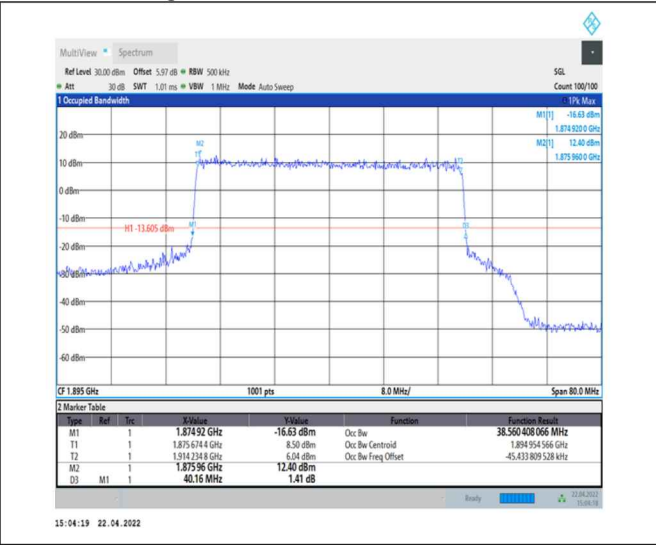 MultiView Spectrum
Ref Level 30.00 dBm Offset 5.97 dB RBW 500 kHz SGL
Att 30 dB SWT 1.01 ms VBW 1 MHz Mode Auto Sweep Count 100/100
1 Occupied Bandwidth 1Pk Max
M1[1] -16.63 dBm
1.874 920 0 GHz
M2[1] 12.40 dBm
1.875 960 0 GHz
20 dBm
M2
T1
T2
10 dBm
0 dBm
-10 dBm
H1 -13.605 dBm
M1
D3
-20 dBm
-30 dBm
-40 dBm
-50 dBm
-60 dBm
CF 1.895 GHz 1001 pts 8.0 MHz/ Span 80.0 MHz
2 Marker Table
Type Ref Trc X-Value Y-Value Function Function Result
M1 1 1.874 92 GHz -16.63 dBm Occ Bw 38.560 408 066 MHz
T1 1 1.875 674 4 GHz 8.50 dBm Occ Bw Centroid 1.894 954 566 GHz
T2 1 1.914 234 8 GHz 6.04 dBm Occ Bw Freq Offset -45.433 809 528 kHz
M2 1 1.875 96 GHz 12.40 dBm
D3 M1 1 40.16 MHz 1.41 dB
Ready 22.04.2022
15:04:18
15:04:19 22.04.2022